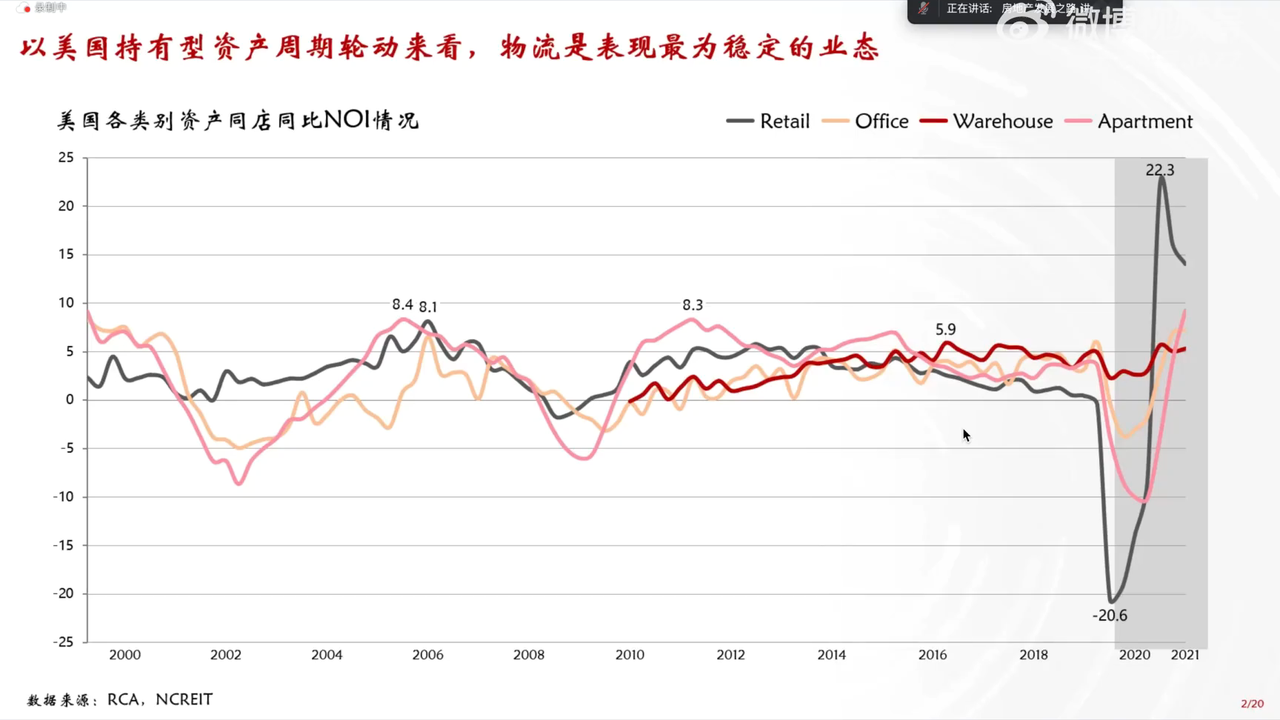 录制中
正在讲话: 房地产发展之路 讲
微博
以美国持有型资产周期轮动来看，物流是表现最为稳定的业态
美国各类别资产同店同比NOI情况
Retail Office Warehouse Apartment
25
20
15
10
5
0
-5
-10
-15
-20
-25
8.4 8.1
8.3
5.9
22.3
-20.6
2000 2002 2004 2006 2008 2010 2012 2014 2016 2018 2020 2021
数据来源：RCA，NCREIT
2/20